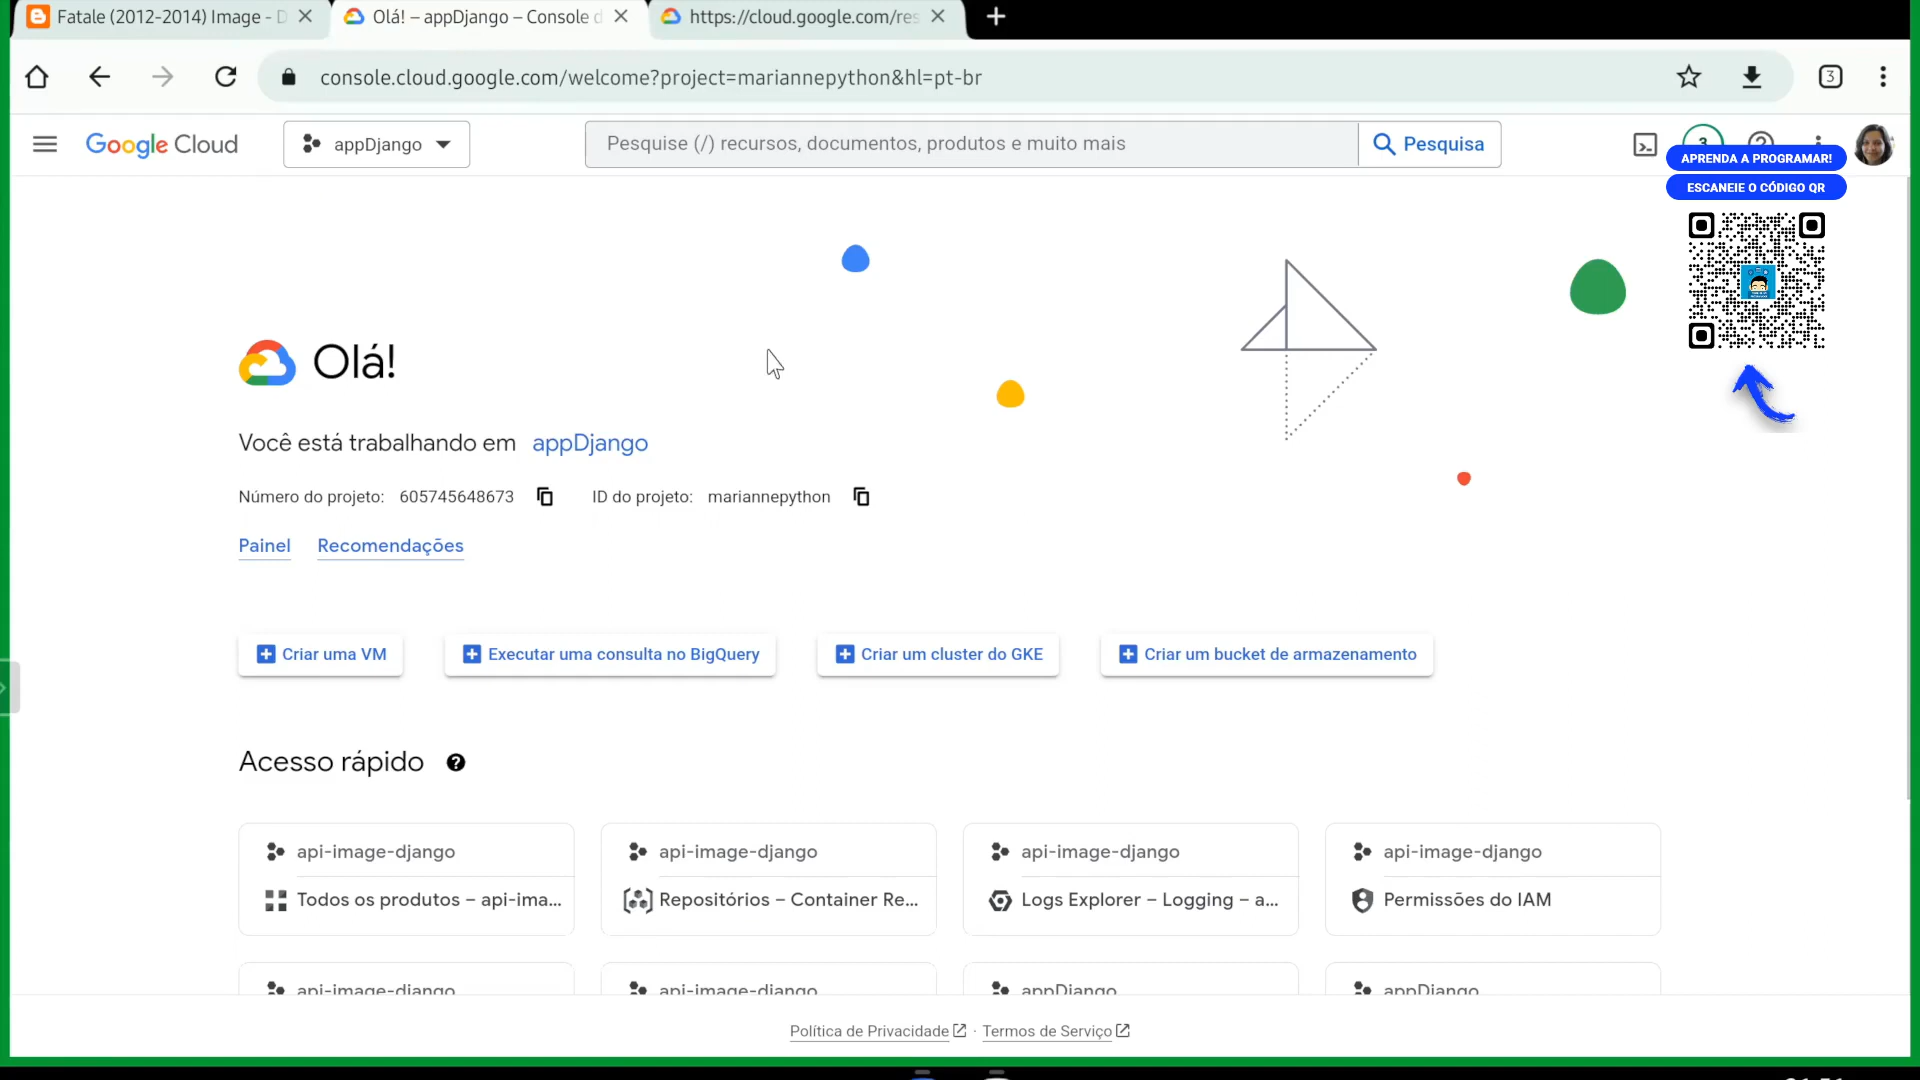 Fatale (2012-2014) Image - D
Olá! – appDjango – Console d
https://cloud.google.com/res
console.cloud.google.com/welcome?project=mariannepython&hl=pt-br
3
Google Cloud
appDjango
Pesquise (/) recursos, documentos, produtos e muito mais
Pesquisa
3
APRENDA A PROGRAMAR!
ESCANEIE O CÓDIGO QR
Olá!
Você está trabalhando em appDjango
Número do projeto: 605745648673
ID do projeto: mariannepython
Painel
Recomendações
Criar uma VM
Executar uma consulta no BigQuery
Criar um cluster do GKE
Criar um bucket de armazenamento
Acesso rápido
api-image-django
Todos os produtos – api-ima...
api-image-django
Repositórios – Container Re...
api-image-django
Logs Explorer – Logging – a...
api-image-django
Permissões do IAM
api-image-django
api-image-django
appDjango
appDjango
Política de Privacidade · Termos de Serviço